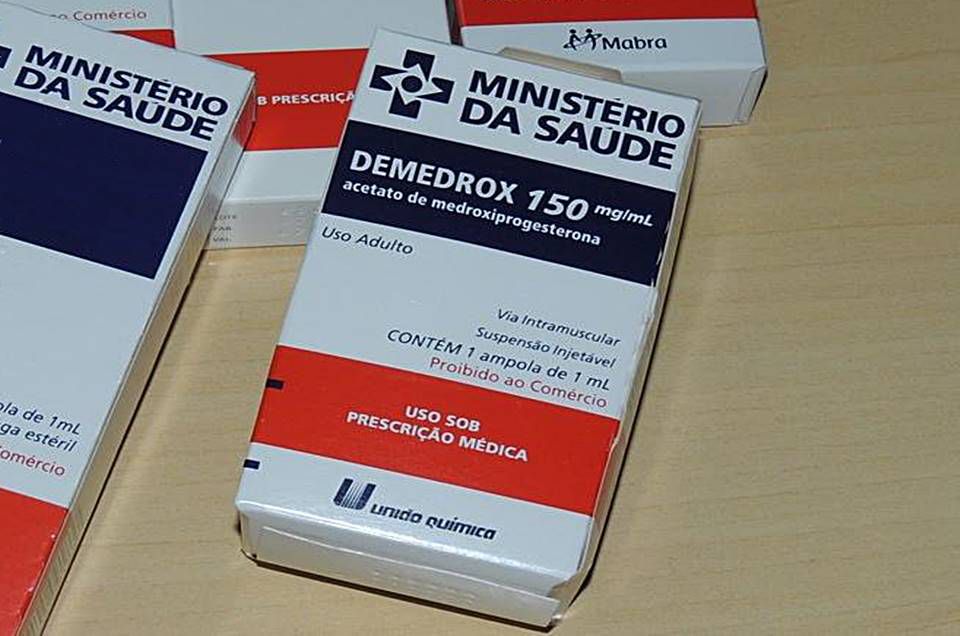 Comércio
SOB PRESCRIÇÃ
Mabra
MINISTÉRIO
DA SAÚDE
ola de 1mL
ga estéril
Comércio
MINISTÉRIO
DA SAÚDE
DEMEDROX 150 mg/mL
acetato de medroxiprogesterona
Uso Adulto
Via Intramuscular
Suspensão Injetável
CONTÉM 1 ampola de 1 mL
Proibido ao Comércio
USO SOB
PRESCRIÇÃO MÉDICA
união química